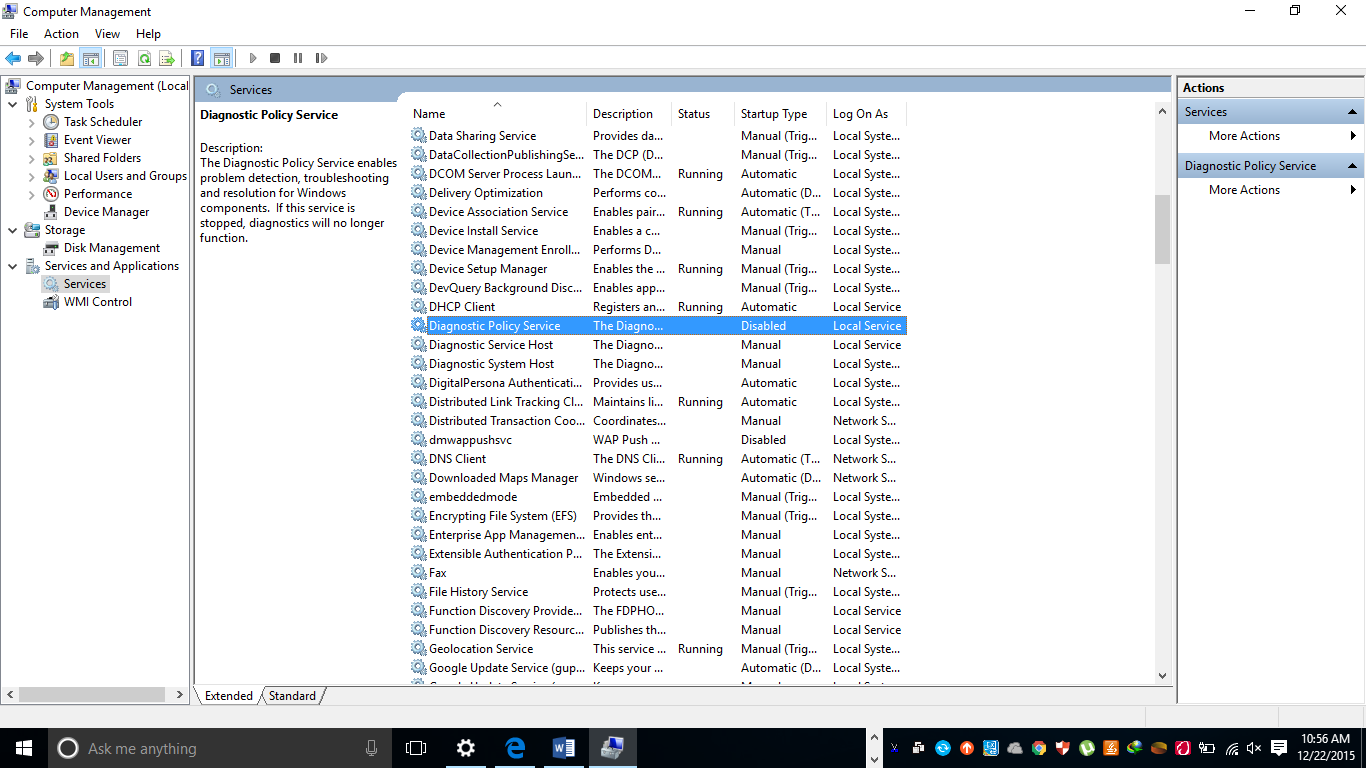 Computer Management
File Action View Help
Computer Management (Local
System Tools
Task Scheduler
Event Viewer
Shared Folders
Local Users and Groups
Performance
Device Manager
Storage
Disk Management
Services and Applications
Services
WMI Control
Services
Diagnostic Policy Service
Description:
The Diagnostic Policy Service enables
problem detection, troubleshooting
and resolution for Windows
components. If this service is
stopped, diagnostics will no longer
function.
Name Description Status Startup Type Log On As
Data Sharing Service Provides da... Manual (Trig... Local Syste...
DataCollectionPublishingSe... The DCP (D... Manual (Trig... Local Syste...
DCOM Server Process Laun... The DCOM... Running Automatic Local Syste...
Delivery Optimization Performs co... Automatic (D... Local Syste...
Device Association Service Enables pair... Running Automatic (T... Local Syste...
Device Install Service Enables a c... Manual (Trig... Local Syste...
Device Management Enroll... Performs D... Manual Local Syste...
Device Setup Manager Enables the ... Running Manual (Trig... Local Syste...
DevQuery Background Disc... Enables app... Manual (Trig... Local Syste...
DHCP Client Registers an... Running Automatic Local Service
Diagnostic Policy Service The Diagno... Disabled Local Service
Diagnostic Service Host The Diagno... Manual Local Service
Diagnostic System Host The Diagno... Manual Local Syste...
DigitalPersona Authenticati... Provides us... Automatic Local Syste...
Distributed Link Tracking Cl... Maintains li... Running Automatic Local Syste...
Distributed Transaction Coo... Coordinates... Manual Network S...
dmwappushsvc WAP Push ... Disabled Local Syste...
DNS Client The DNS Cli... Running Automatic (T... Network S...
Downloaded Maps Manager Windows se... Automatic (D... Network S...
embeddedmode Embedded ... Manual (Trig... Local Syste...
Encrypting File System (EFS) Provides th... Manual (Trig... Local Syste...
Enterprise App Managemen... Enables ent... Manual Local Syste...
Extensible Authentication P... The Extensi... Manual Local Syste...
Fax Enables you... Manual Network S...
File History Service Protects use... Manual (Trig... Local Syste...
Function Discovery Provide... The FDPHO... Manual Local Service
Function Discovery Resourc... Publishes th... Manual Local Service
Geolocation Service This service ... Running Manual (Trig... Local Syste...
Google Update Service (gup... Keeps your ... Automatic (D... Local Syste...
Extended Standard
Actions
Services
More Actions
Diagnostic Policy Service
More Actions
Ask me anything
10:56 AM
12/22/2015